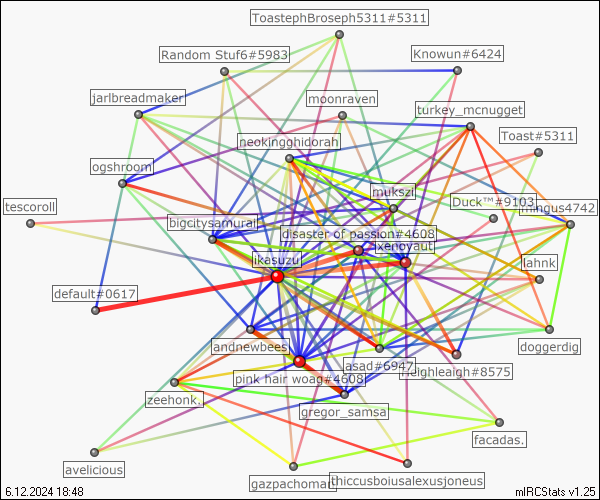 ToastephBroseph5311#5311
Random Stuf6#5983
Knowun#6424
jarlbreadmaker
moonraven
turkey_mcnugget
neokingghidorah
Toast#5311
ogshroom
mukszi
Duck™#9103
mingus4742
tescoroll
bigcitysamurai
disaster of passion#4608
ikasuzu
xenoyaut
lahnk
default#0617
andnewbees
asad#6947
doggerdig
pink hair woag#4608
#8575
zeehonk.
gregor_samsa
facadas.
avelicious
gazpachoman
thiccusboiusalexusjoneus
6.12.2024 18:48
mIRCStats v1.25